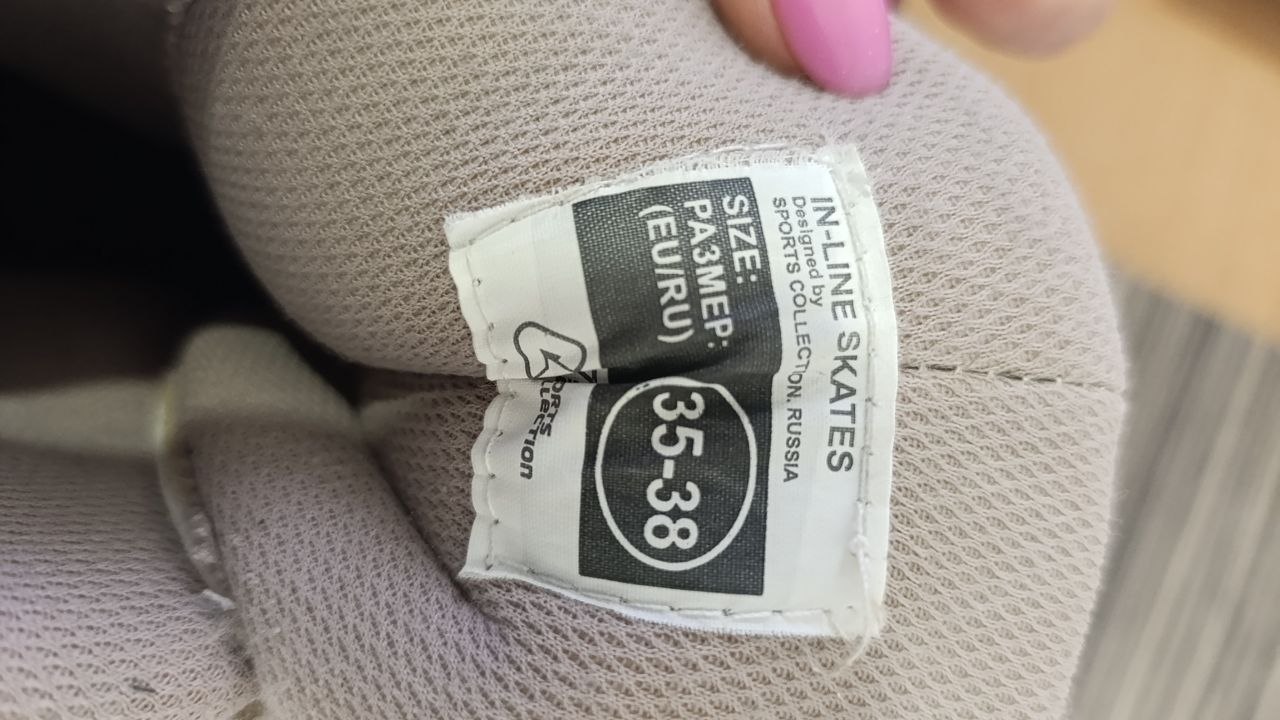 IN-LINE SKATES
Designed by
SPORTS COLLECTION. RUSSIA
SIZE:
РАЗМЕР:
(EU/RU)
35-38